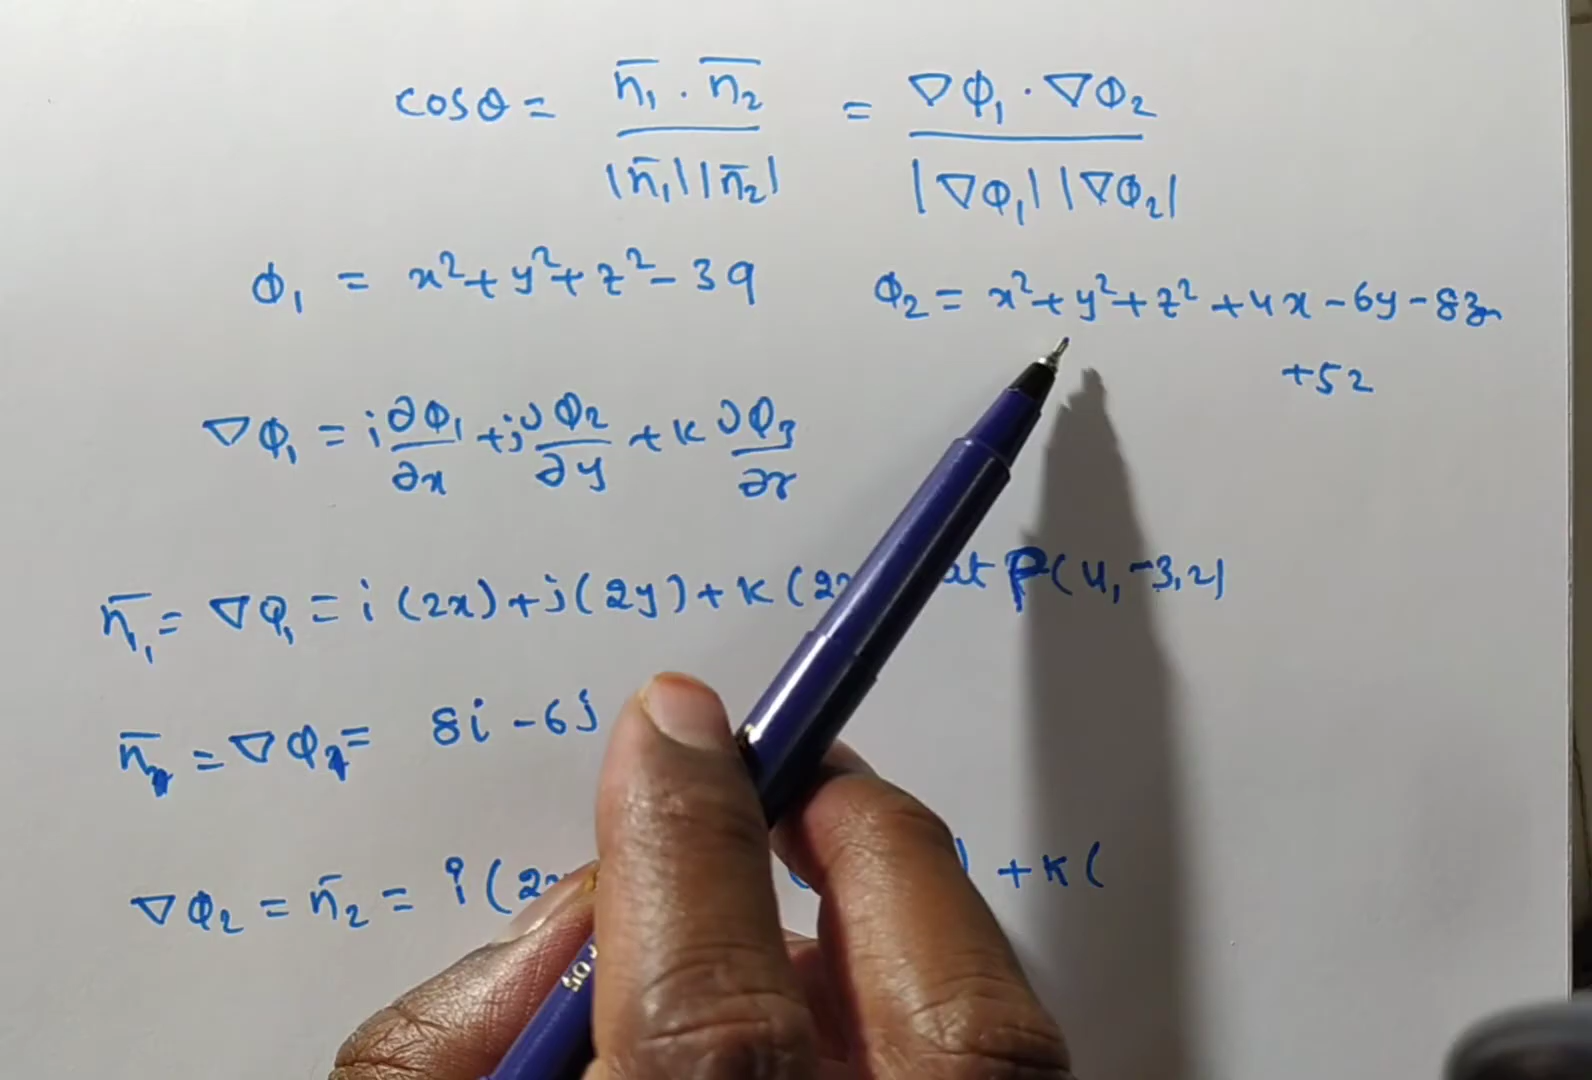 cosθ = n̄₁ . n̄₂ / |n̄₁||n̄₂| = ∇φ₁ · ∇φ₂ / |∇φ₁||∇φ₂|
φ₁ = x² + y² + z² - 39
φ₂ = x² + y² + z² + 4x - 6y - 8z
+52
∇φ₁ = i ∂φ₁/∂x + j ∂φ₂/∂y + k ∂φ₃/∂z
n̄₁ = ∇φ₁ = i (2x) + j (2y) + k (2z at P(4, -3, 2)
= ∇φ = 8i - 6j
∇φ₂ = n̄₂ = i (2x ) + k (